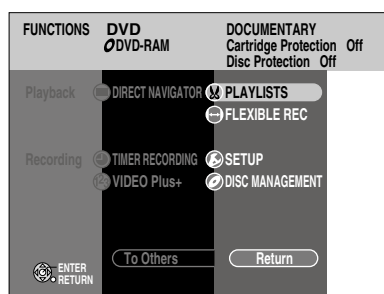 FUNCTIONS DVD DOCUMENTARY
DVD-RAM Cartridge Protection Off
Disc Protection Off
Playback DIRECT NAVIGATOR PLAYLISTS
FLEXIBLE REC
Recording TIMER RECORDING SETUP
VIDEO Plus+ DISC MANAGEMENT
To Others Return
ENTER
RETURN